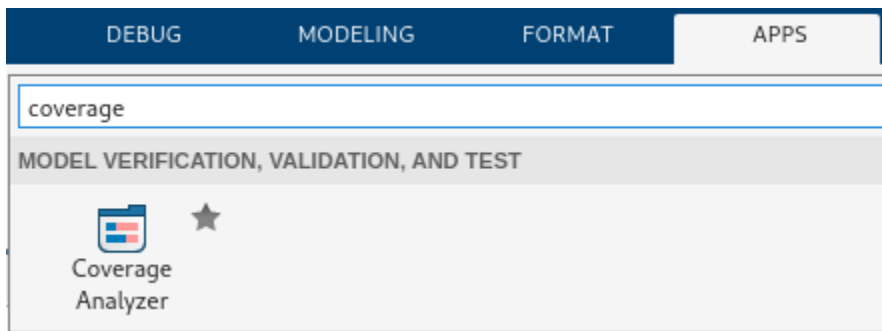 DEBUG MODELING FORMAT APPS
coverage
MODEL VERIFICATION, VALIDATION, AND TEST
Coverage
Analyzer